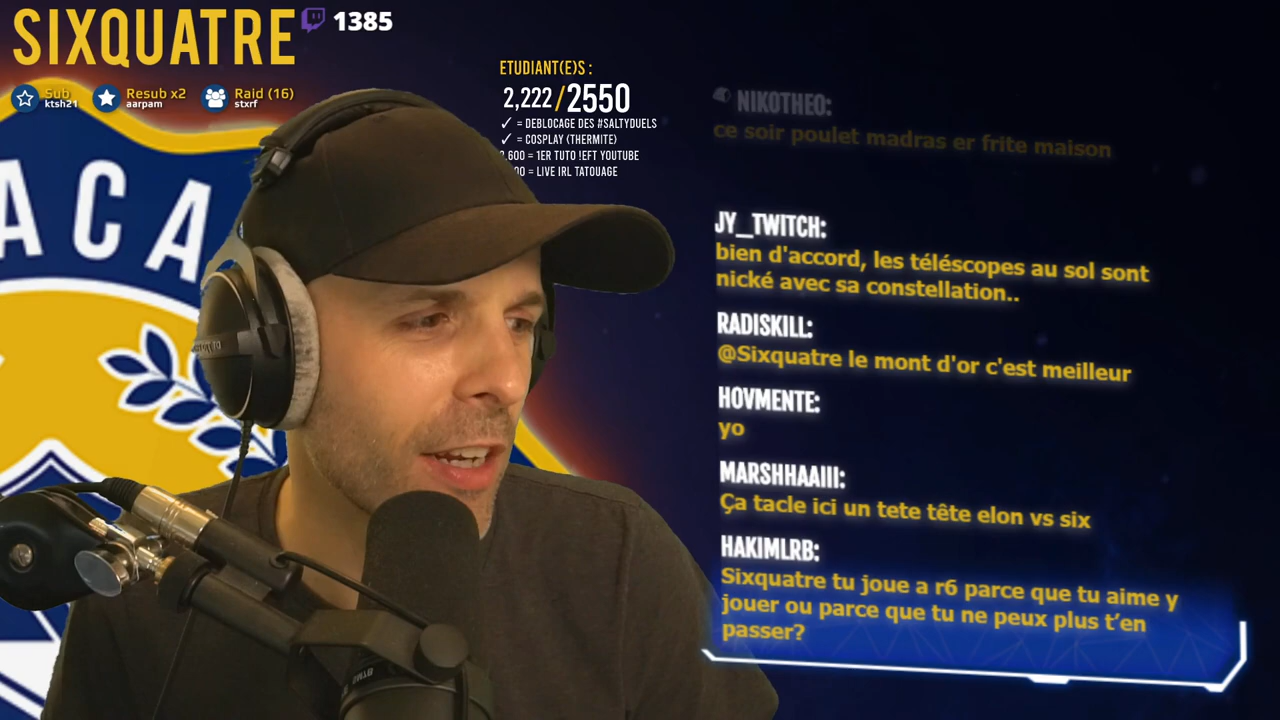 SIXQUATRE 1385
Sub
ktsh21
Resub x2
aarpam
Raid (16)
stxrf
ETUDIANT(E)S :
2,222/2550
✓ = DEBLOCAGE DES #SALTYDUELS
✓ = COSPLAY (THERMITE)
2,600 = 1ER TUTO !EFT YOUTUBE
= LIVE IRL TATOUAGE
ACA
NIKOTHEO:
ce soir poulet madras er frite maison
JY_TWITCH:
bien d'accord, les téléscopes au sol sont
nické avec sa constellation..
RADISKILL:
@Sixquatre le mont d'or c'est meilleur
HOVMENTE:
yo
MARSHHAAIII:
Ça tacle ici un tete tête elon vs six
HAKIMLRB:
Sixquatre tu joue a r6 parce que tu aime y
jouer ou parce que tu ne peux plus t'en
passer?